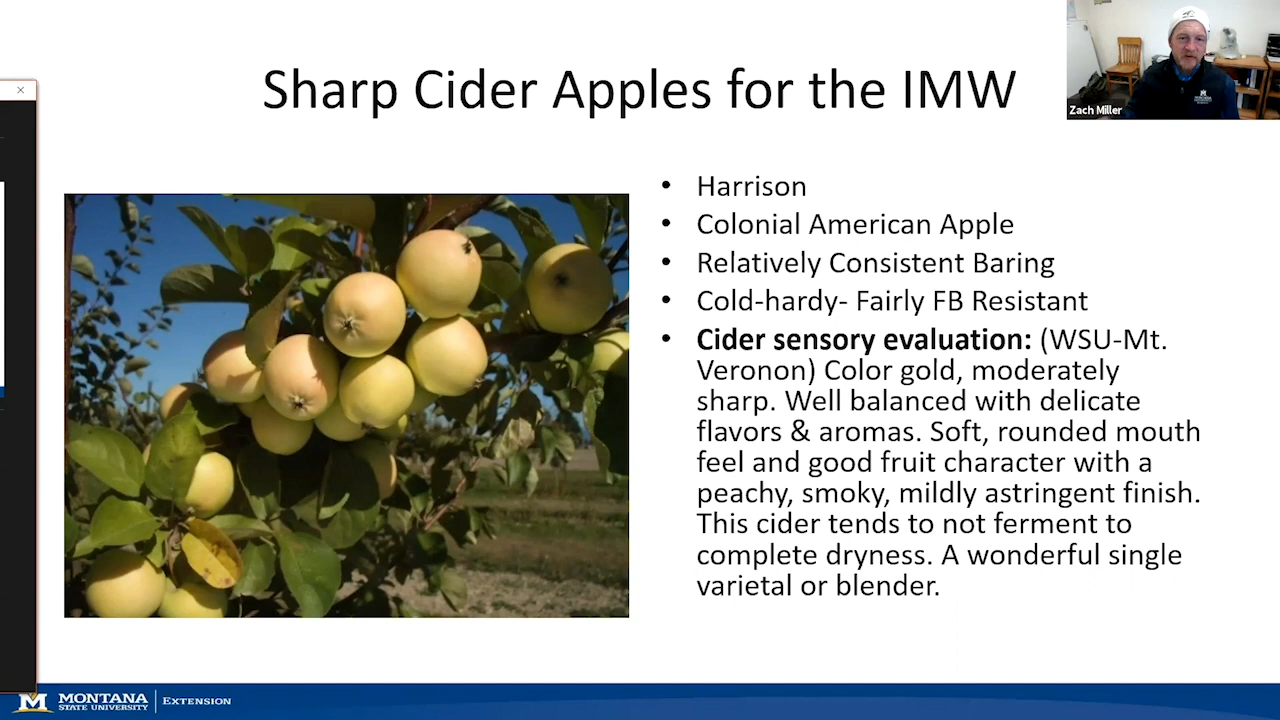 Sharp Cider Apples for the IMW
Zach Miller
• Harrison
• Colonial American Apple
• Relatively Consistent Baring
• Cold-hardy- Fairly FB Resistant
• Cider sensory evaluation: (WSU-Mt.
Veronon) Color gold, moderately
sharp. Well balanced with delicate
flavors & aromas. Soft, rounded mouth
feel and good fruit character with a
peachy, smoky, mildly astringent finish.
This cider tends to not ferment to
complete dryness. A wonderful single
varietal or blender.
M MONTANA
STATE UNIVERSITY
EXTENSION